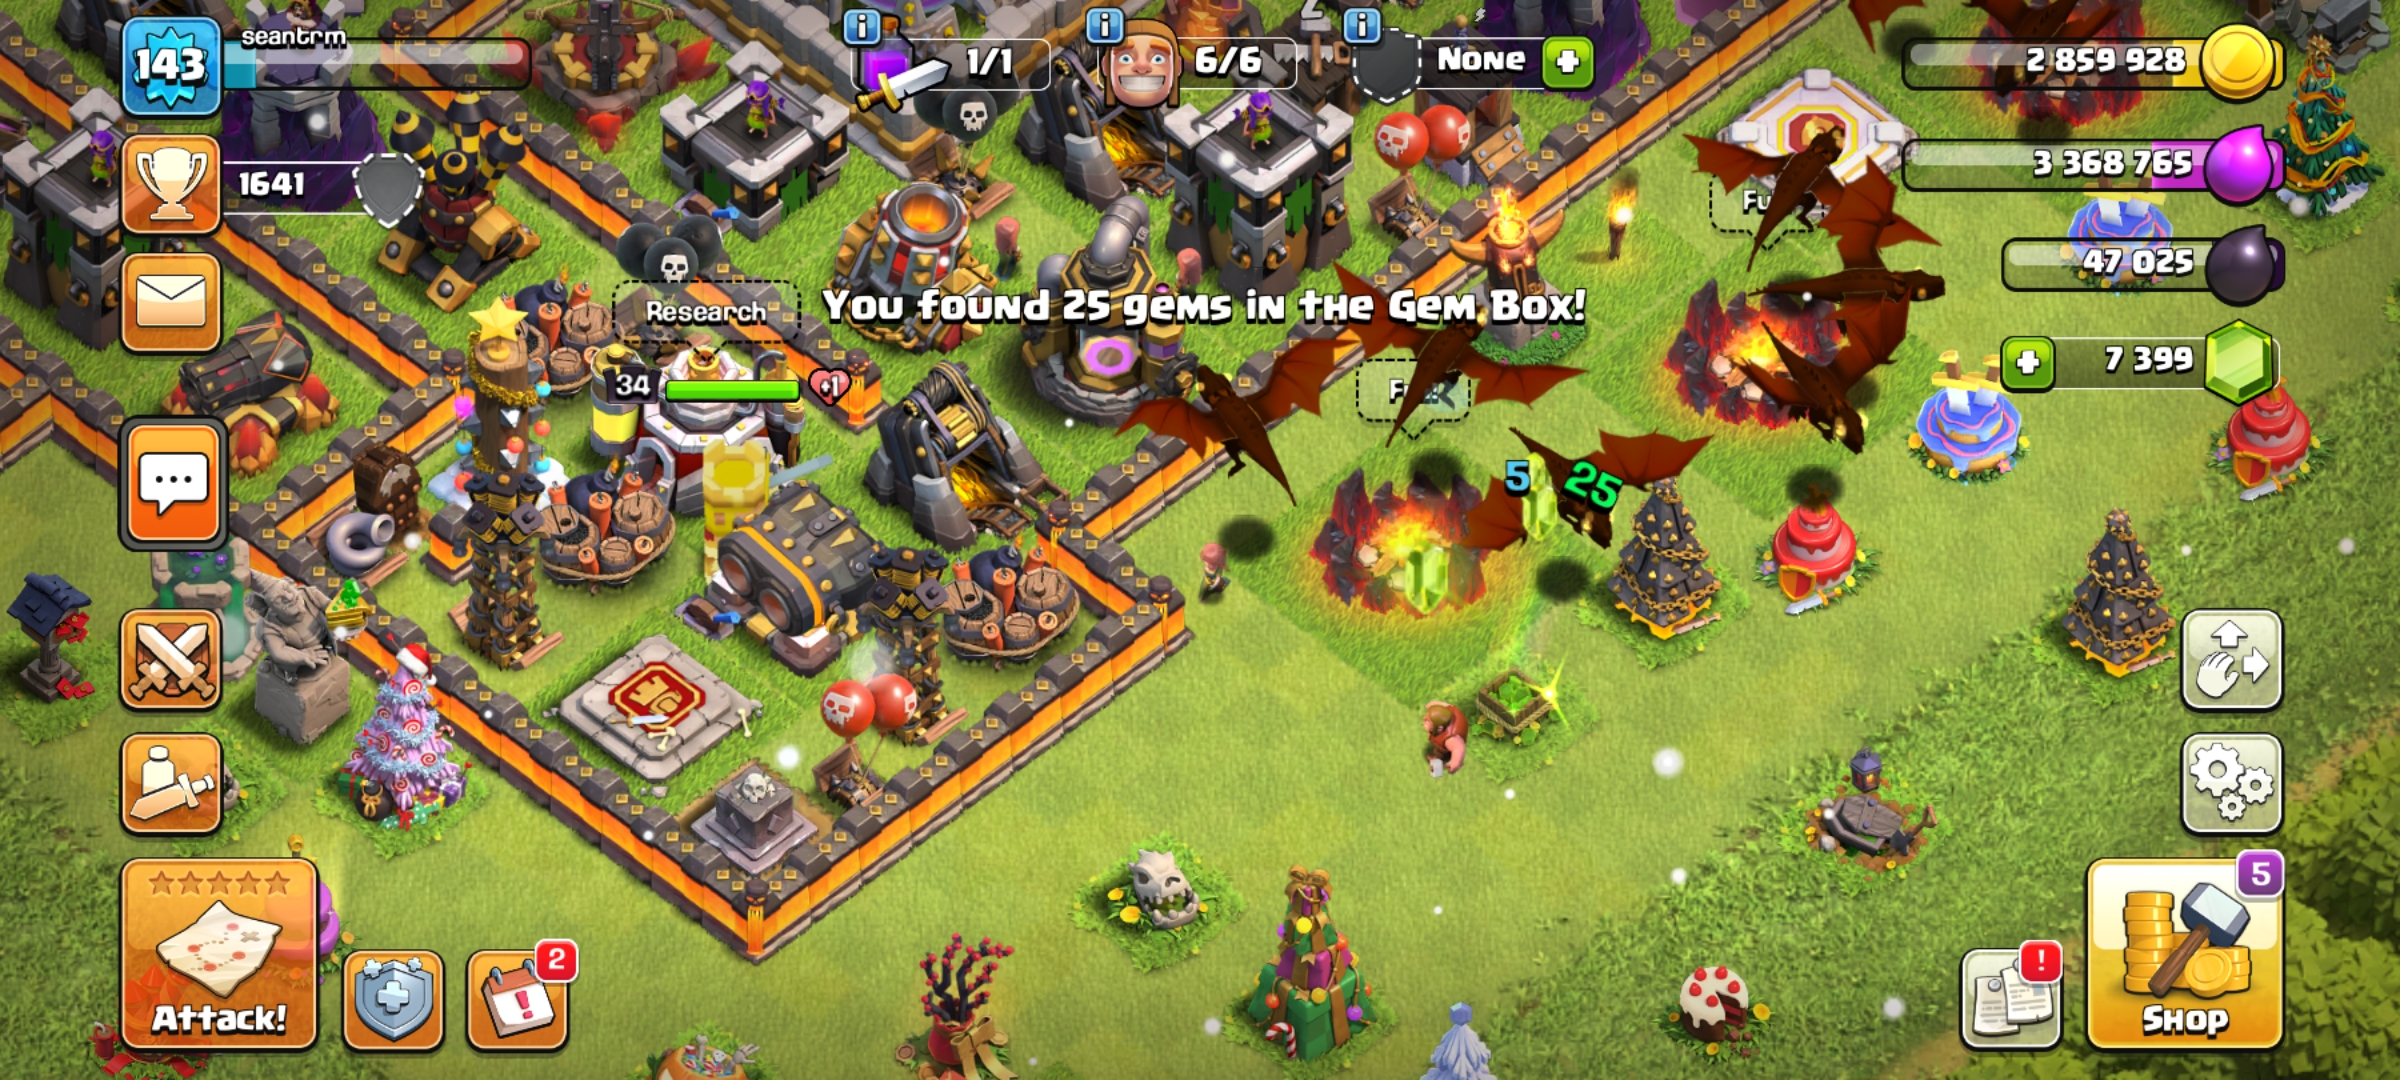 143
seantrm
1/1
6/6
None
2 859 928
1641
3 368 765
47 025
Research
You found 25 gems in the Gem Box!
7 399
34
+1
5
25
Attack!
2
5
!
Shop